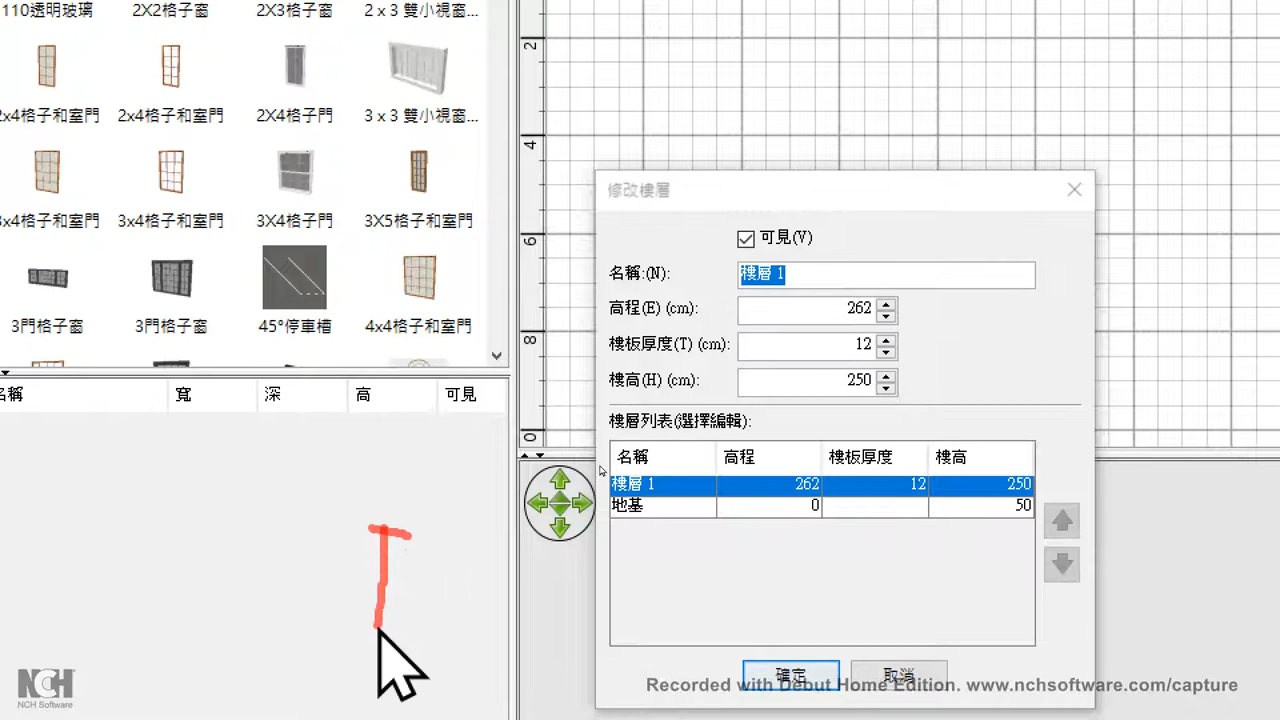 110透明玻璃 2X2格子窗 2X3格子窗 2 x 3 雙小視窗...
2x4格子和室門 2x4格子和室門 2X4格子門 3 x 3 雙小視窗...
3x4格子和室門 3x4格子和室門 3X4格子門 3X5格子和室門
3門格子窗 3門格子窗 45°停車槽 4x4格子和室門
名稱 寬 深 高 可見
2
4
6
8
0
修改樓層
可見(V)
名稱:(N): 樓層 1
高程(E) (cm): 262
樓板厚度(T) (cm): 12
樓高(H) (cm): 250
樓層列表(選擇編輯):
名稱 高程 樓板厚度 樓高
樓層 1 262 12 250
地基 0 50
確定 取消
NCH
NCH Software
Recorded with Debut Home Edition. www.nchsoftware.com/capture